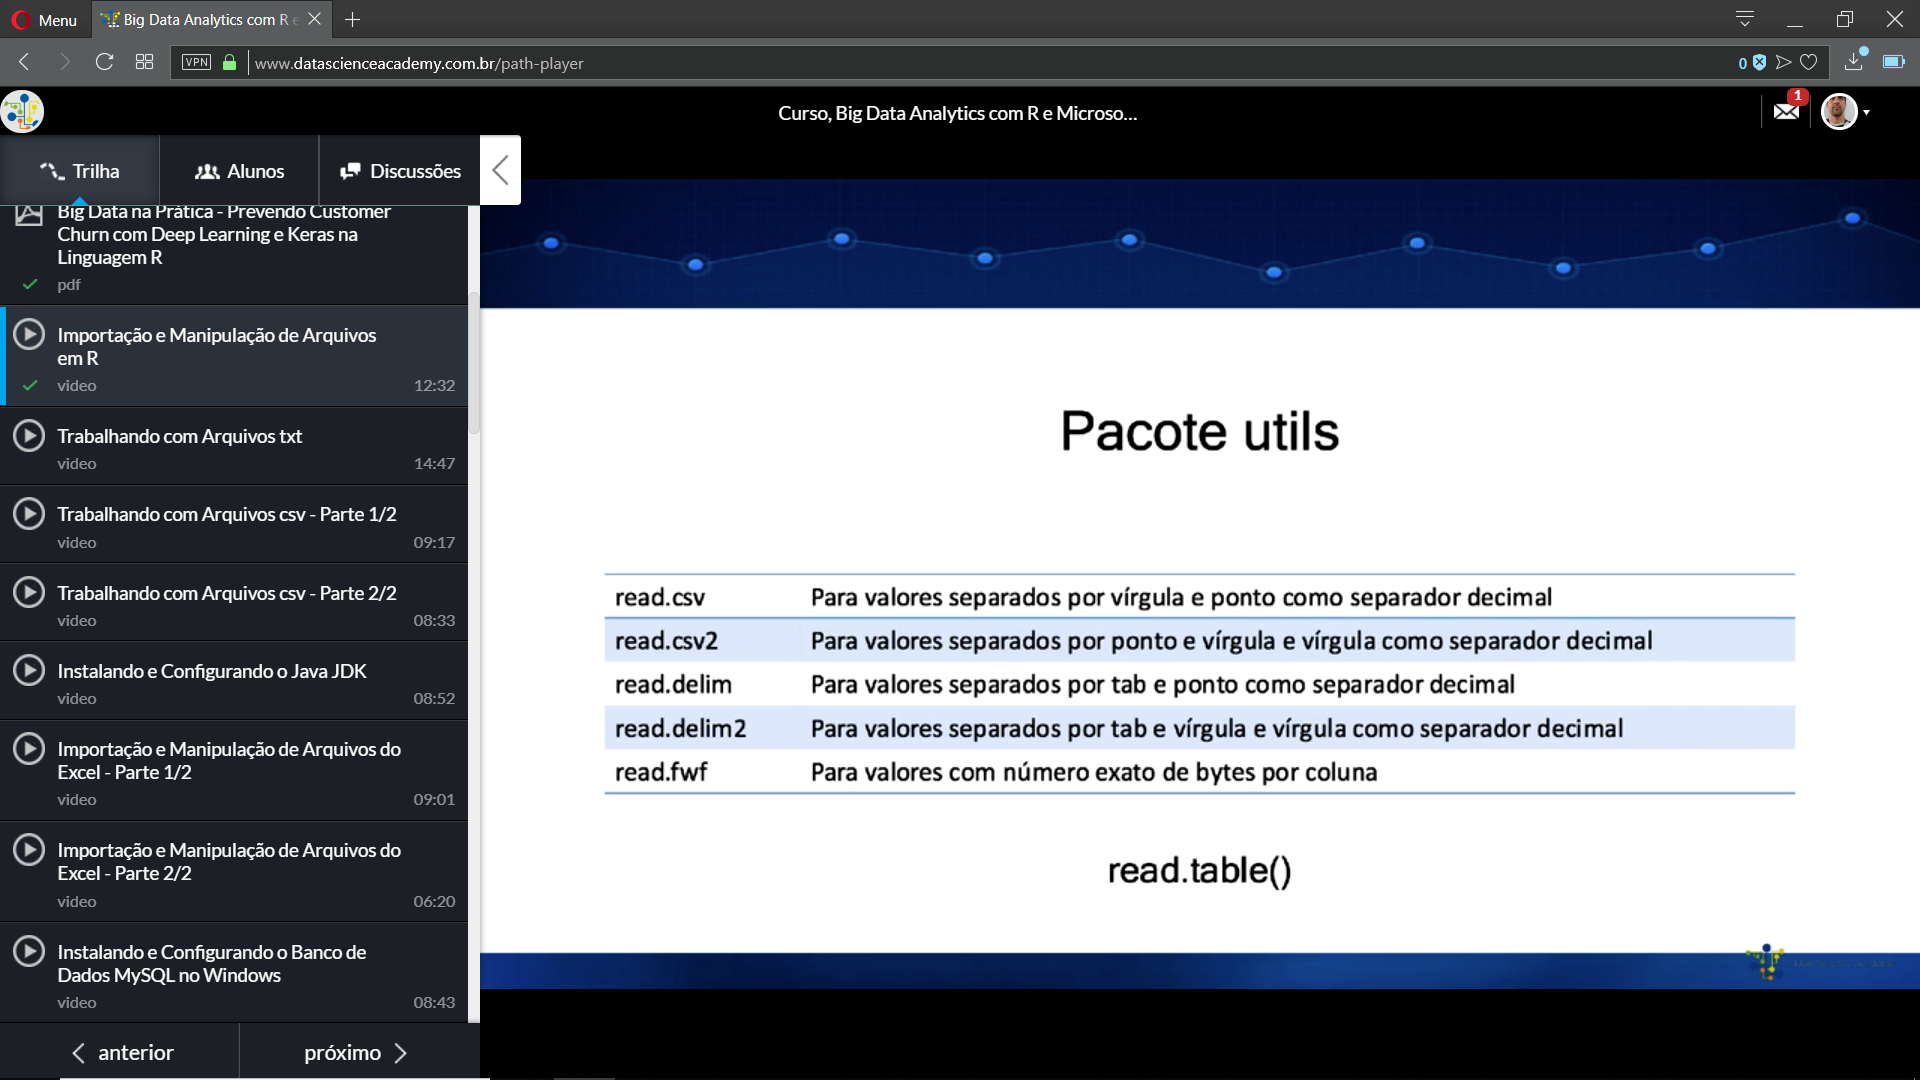 Menu
Big Data Analytics com R e
VPN
www.datascienceacademy.com.br/path-player
0
Curso, Big Data Analytics com R e Microso...
1
Trilha
Alunos
Discussões
Big Data na Prática - Prevendo Customer
Churn com Deep Learning e Keras na
Linguagem R
pdf
Importação e Manipulação de Arquivos
em R
video
12:32
Trabalhando com Arquivos txt
video
14:47
Trabalhando com Arquivos csv - Parte 1/2
video
09:17
Trabalhando com Arquivos csv - Parte 2/2
video
08:33
Instalando e Configurando o Java JDK
video
08:52
Importação e Manipulação de Arquivos do
Excel - Parte 1/2
video
09:01
Importação e Manipulação de Arquivos do
Excel - Parte 2/2
video
06:20
Instalando e Configurando o Banco de
Dados MySQL no Windows
video
08:43
anterior
próximo
Pacote utils
read.csv Para valores separados por vírgula e ponto como separador decimal
read.csv2 Para valores separados por ponto e vírgula e vírgula como separador decimal
read.delim Para valores separados por tab e ponto como separador decimal
read.delim2 Para valores separados por tab e vírgula e vírgula como separador decimal
read.fwf Para valores com número exato de bytes por coluna
read.table()